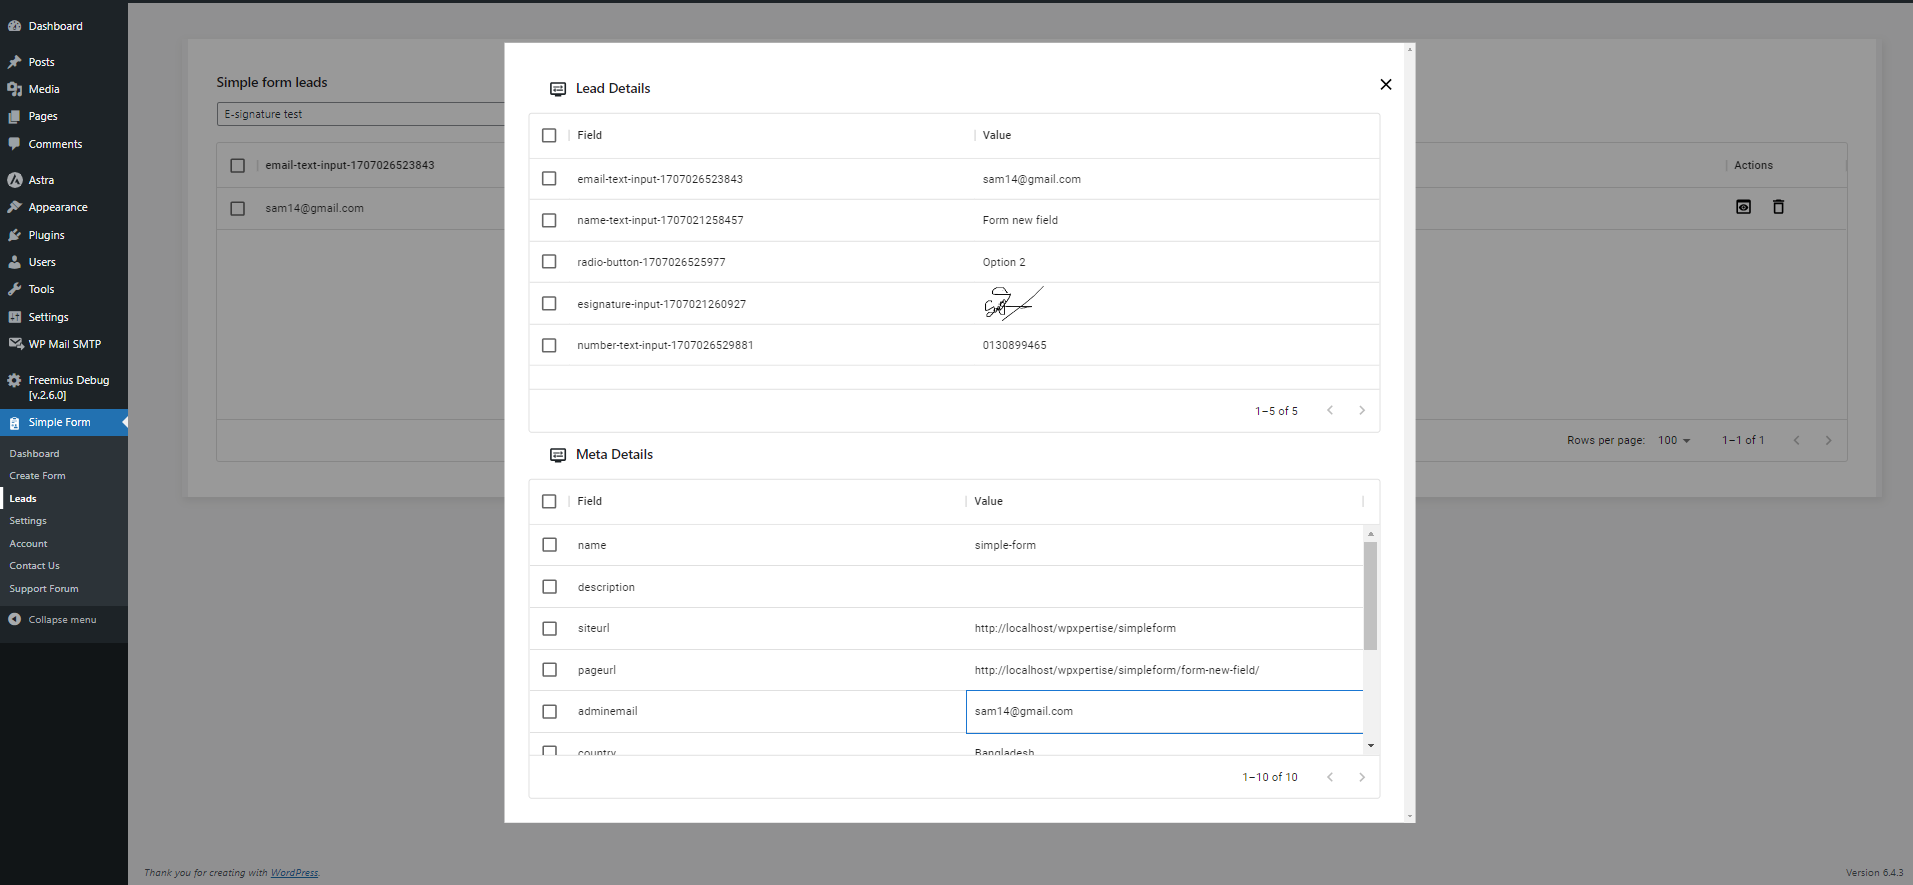 Dashboard
Posts
Media
Pages
Comments
Astra
Appearance
Plugins
Users
Tools
Settings
WP Mail SMTP
Freemius Debug
[v.2.6.0]
Simple Form
Dashboard
Create Form
Leads
Settings
Account
Contact Us
Support Forum
Collapse menu
Simple form leads
E-signature test
email-text-input-1707026523843
sam14@gmail.com
Actions
Rows per page: 100 1–1 of 1
Lead Details
Field Value
email-text-input-1707026523843 sam14@gmail.com
name-text-input-1707021258457 Form new field
radio-button-1707026525977 Option 2
esignature-input-1707021260927
number-text-input-1707026529881 0130899465
1–5 of 5
Meta Details
Field Value
name simple-form
description
siteurl http://localhost/wpxpertise/simpleform
pageurl http://localhost/wpxpertise/simpleform/form-new-field/
adminemail sam14@gmail.com
country Bangladesh
1–10 of 10
Thank you for creating with WordPress.
Version 6.4.3